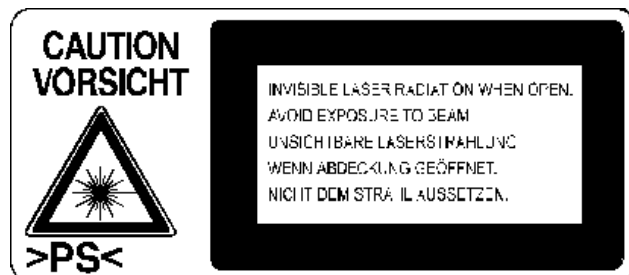 CAUTION
VORSICHT
>PS<
INVISIBLE LASER RADIATION WHEN OPEN.
AVOID EXPOSURE TO BEAM
UNSICHTBARE LASERSTRAHLUNG
WENN ABDECKUNG GEÖFFNET.
NICHT DEM STRAHL AUSSETZEN.